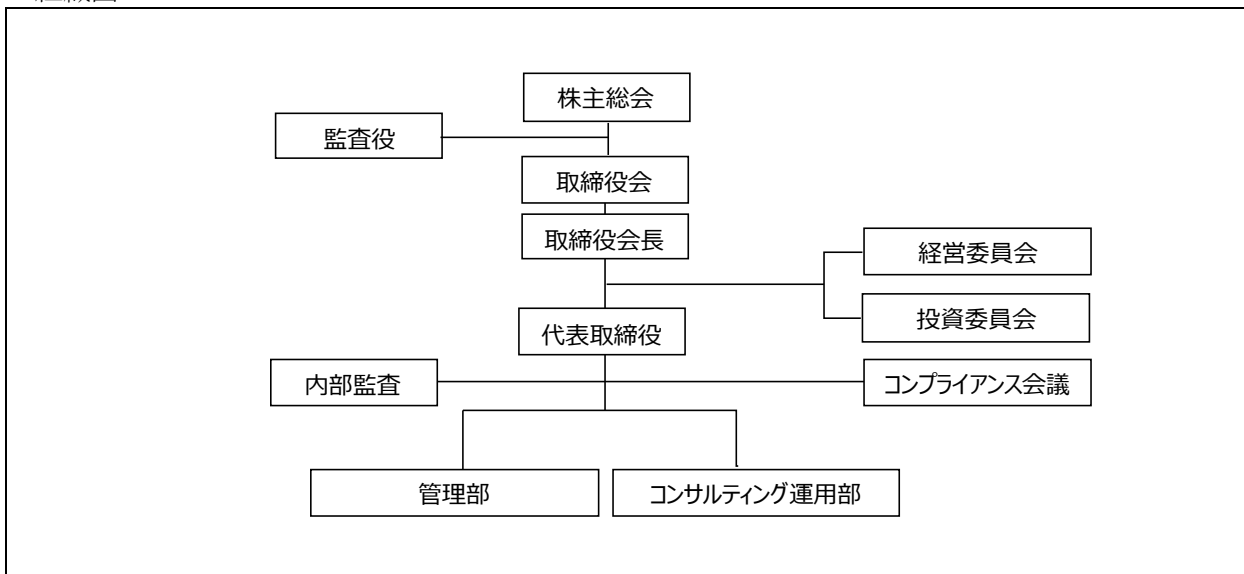 株主総会
監査役
取締役会
取締役会長
経営委員会
投資委員会
代表取締役
内部監査
コンプライアンス会議
管理部
コンサルティング運用部